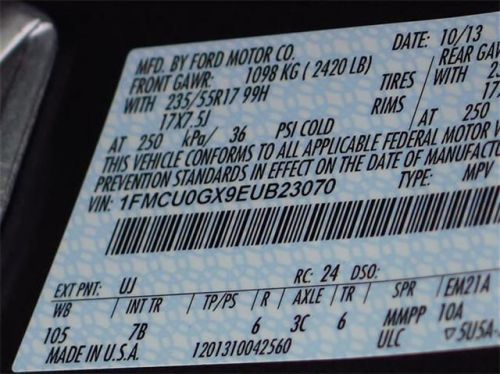 MFD. BY FORD MOTOR CO. DATE: 10/13
FRONT GAWR: 1098 KG ( 2420 LB) REAR
WITH 235/55R17 99H TIRES WITH
17X7.5J RIMS
AT 250 kPa/ 36 PSI COLD AT 250
THIS VEHICLE CONFORMS TO ALL APPLICABLE FEDERAL MOTOR
PREVENTION STANDARDS IN EFFECT ON THE DATE OF
VIN: 1FMCU0GX9EUB23070 TYPE: MPV
EXT PNT: UJ RC: 24 DSO:
WB INT TR TP/PS R AXLE TR SPR EM21A
105 7B 6 3C 6 MMPP 10A
MADE IN U.S.A. 1201310042560 ULC